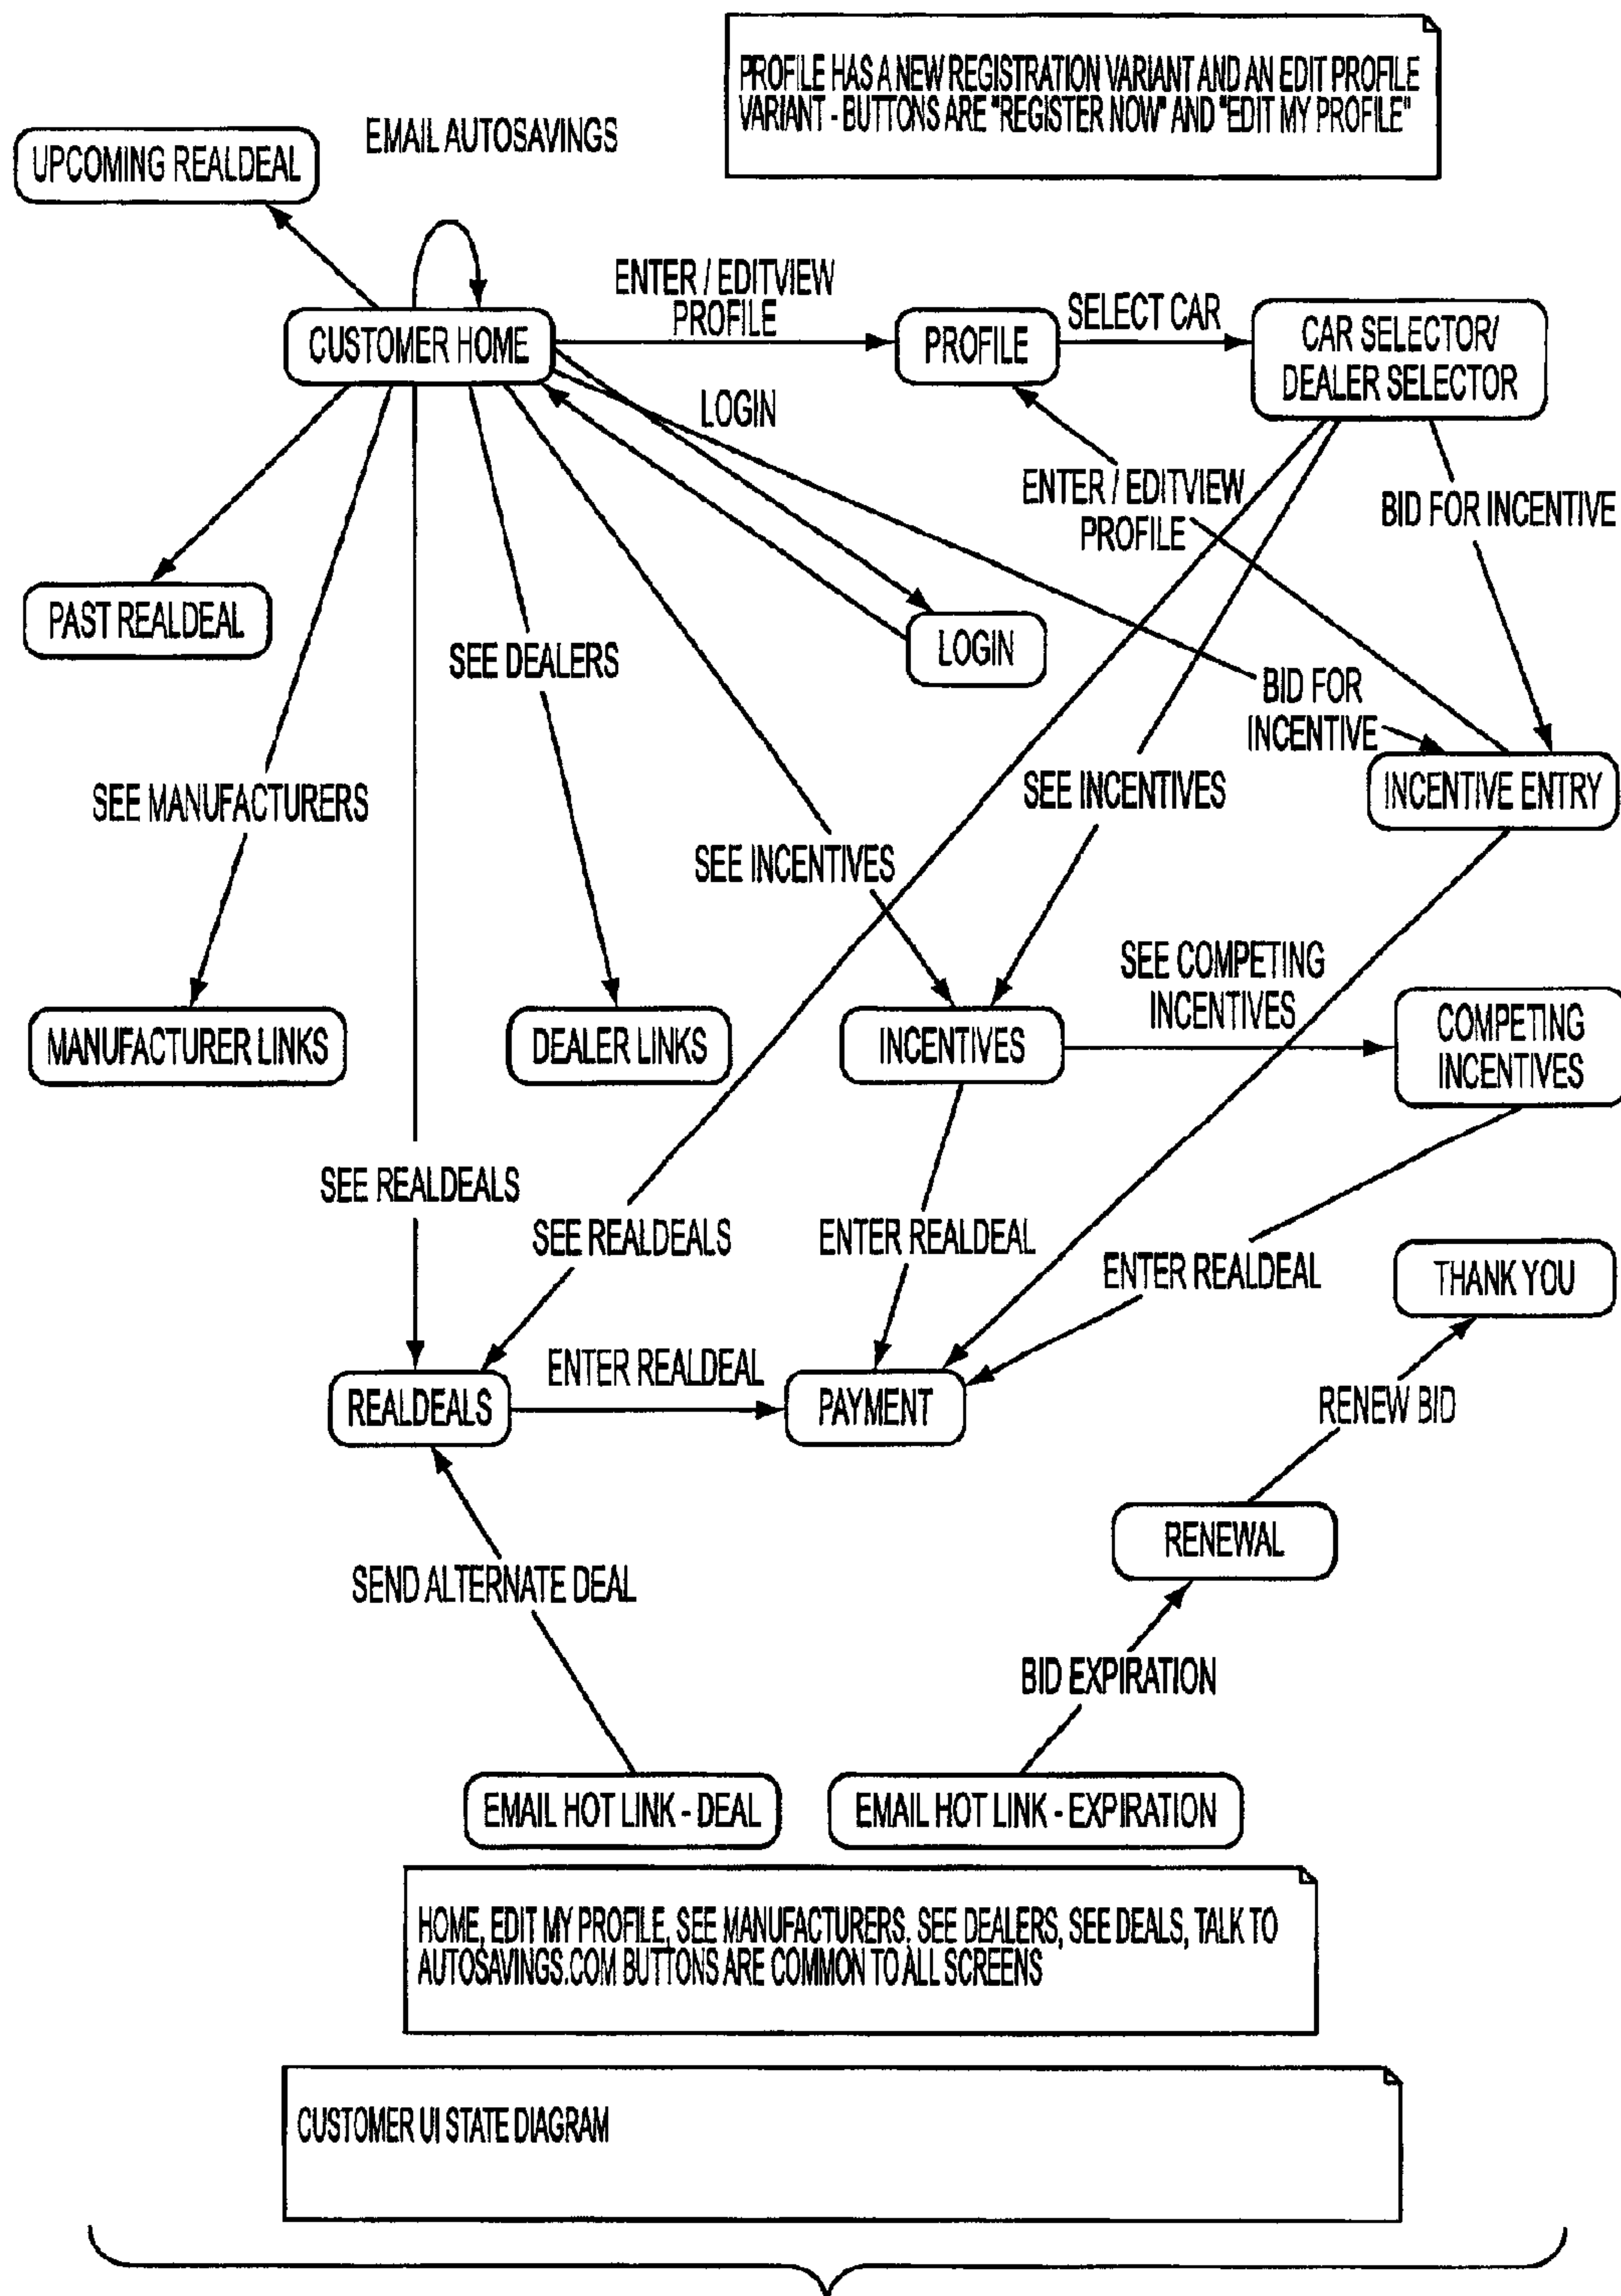 PROFILE HAS A NEW REGISTRATION VARIANT AND AN EDIT PROFILE
VARIANT - BUTTONS ARE "REGISTER NOW" AND "EDIT MY PROFILE"
EMAIL AUTOSAVINGS
UPCOMING REALDEAL
ENTER / EDITVIEW
PROFILE
SELECT CAR
CUSTOMER HOME
PROFILE
CAR SELECTOR/
DEALER SELECTOR
LOGIN
ENTER / EDITVIEW
PROFILE
BID FOR INCENTIVE
PAST REALDEAL
SEE DEALERS
LOGIN
BID FOR
INCENTIVE
SEE MANUFACTURERS
SEE INCENTIVES
INCENTIVE ENTRY
SEE INCENTIVES
SEE COMPETING
INCENTIVES
MANUFACTURER LINKS
DEALER LINKS
INCENTIVES
COMPETING
INCENTIVES
SEE REALDEALS
SEE REALDEALS
ENTER REALDEAL
ENTER REALDEAL
THANK YOU
ENTER REALDEAL
REALDEALS
PAYMENT
RENEW BID
RENEWAL
SEND ALTERNATE DEAL
BID EXPIRATION
EMAIL HOT LINK - DEAL
EMAIL HOT LINK - EXPIRATION
HOME, EDIT MY PROFILE, SEE MANUFACTURERS. SEE DEALERS, SEE DEALS, TALK TO
AUTOSAVINGS.COM BUTTONS ARE COMMON TO ALL SCREENS
CUSTOMER UI STATE DIAGRAM